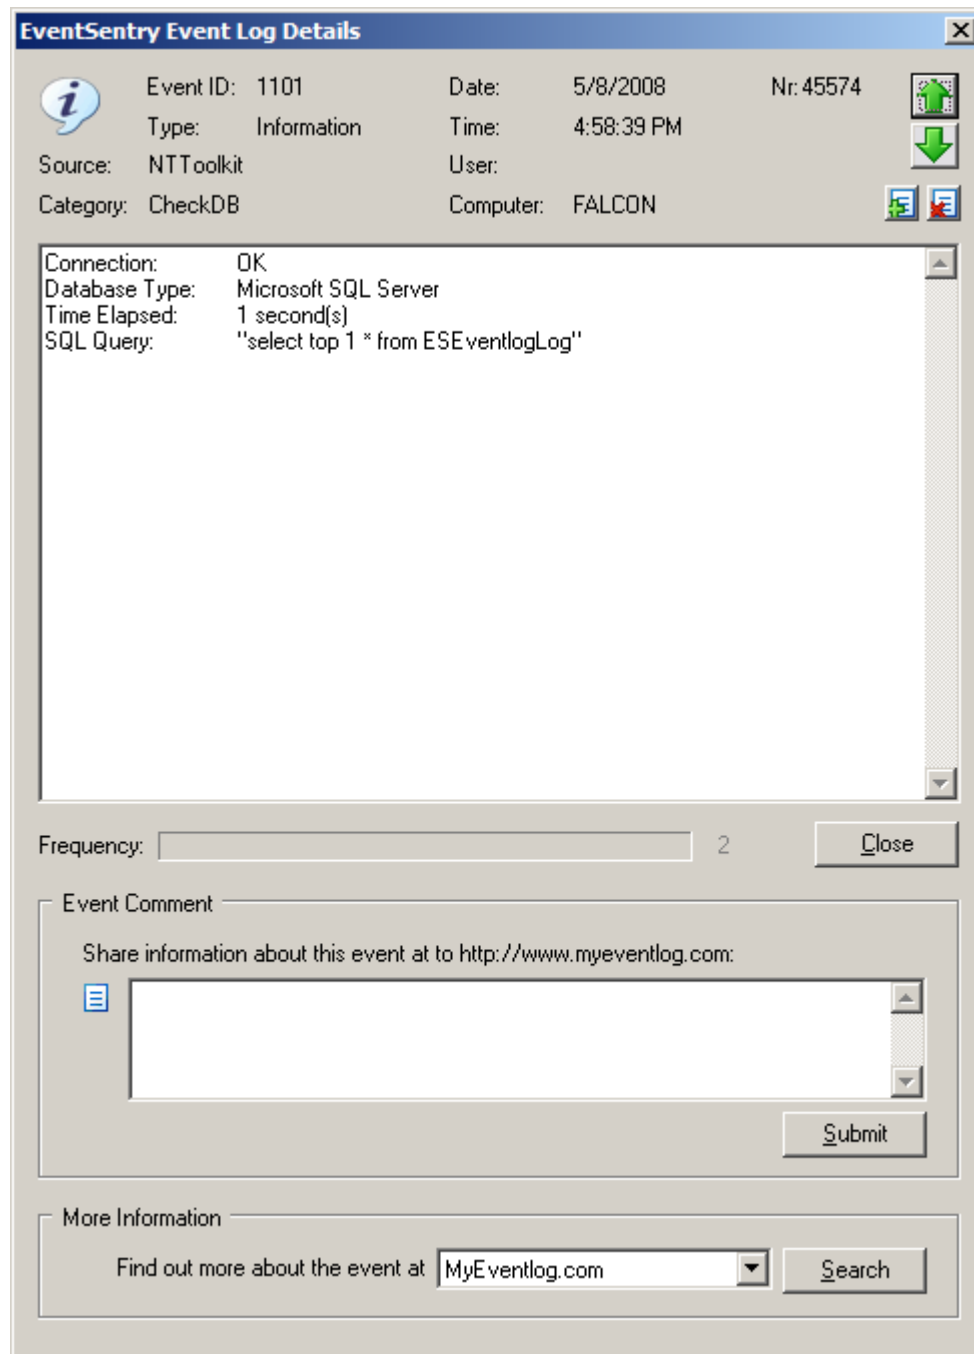 EventSentry Event Log Details
Event ID: 1101 Date: 5/8/2008 Nr: 45574
Type: Information Time: 4:58:39 PM
Source: NTToolkit User:
Category: CheckDB Computer: FALCON
Connection: OK
Database Type: Microsoft SQL Server
Time Elapsed: 1 second(s)
SQL Query: "select top 1 * from ESEventlogLog"
Frequency: 2 Close
Event Comment
Share information about this event at to http://www.myeventlog.com:
Submit
More Information
Find out more about the event at MyEventlog.com Search